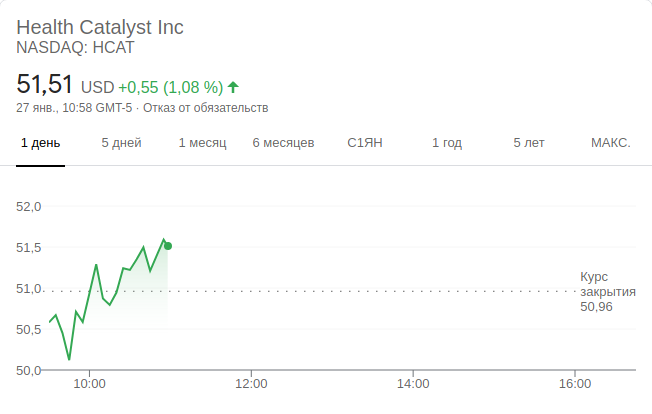 Health Catalyst Inc
NASDAQ: HCAT
51,51 USD +0,55 (1,08 %)
27 янв., 10:58 GMT-5 · Отказ от обязательств
1 день 5 дней 1 месяц 6 месяцев С1ЯН 1 год 5 лет МАКС.
52,0
51,5
51,0
50,5
50,0
Курс
закрытия
50,96
10:00 12:00 14:00 16:00